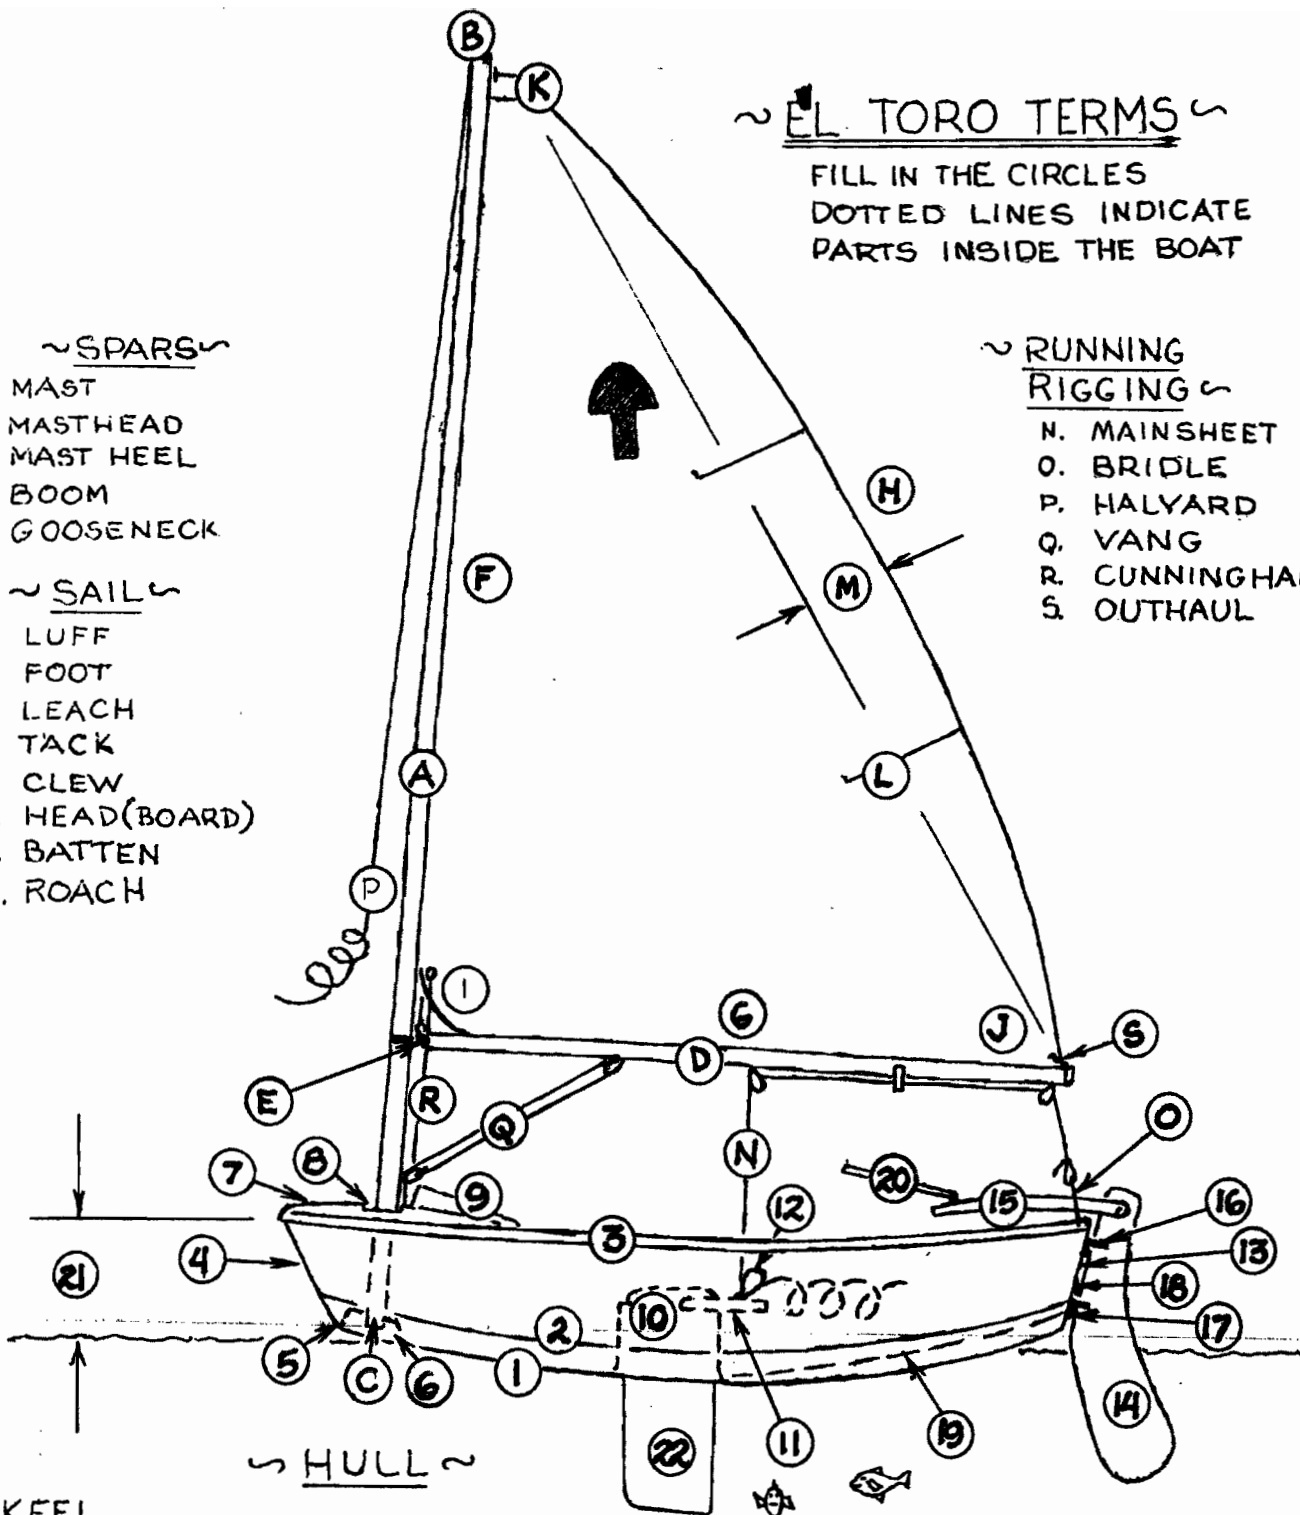 ~ EL TORO TERMS ~
FILL IN THE CIRCLES
DOTTED LINES INDICATE
PARTS INSIDE THE BOAT
~ SPARS ~
MAST
MASTHEAD
MAST HEEL
BOOM
GOOSENECK
~ SAIL ~
LUFF
FOOT
LEACH
TACK
CLEW
HEAD(BOARD)
. BATTEN
. ROACH
~ RUNNING
RIGGING ~
N. MAINSHEET
O. BRIDLE
P. HALYARD
Q. VANG
R. CUNNINGHA
S. OUTHAUL
B
K
H
M
F
A
L
P
I
G
J
S
D
E
R
Q
N
O
7
8
9
20
15
12
16
3
4
13
21
10
18
2
17
5
C
6
1
14
22
11
19
~ HULL ~
KEEL